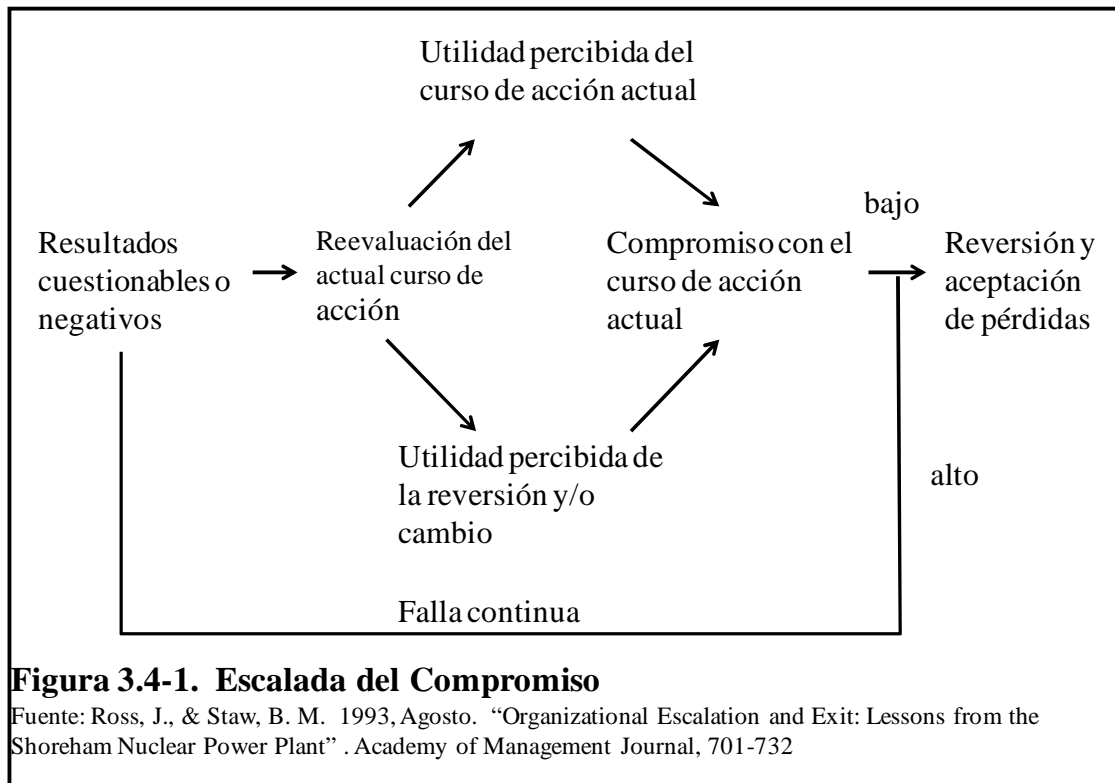 Utilidad percibida del
curso de acción actual
bajo
Resultados
cuestionables o
negativos
Reevaluación del
actual curso de
acción
Compromiso con el
curso de acción
actual
Reversión y
aceptación
de pérdidas
Utilidad percibida de
la reversión y/o
cambio
alto
Falla continua
Figura 3.4-1. Escalada del Compromiso
Fuente: Ross, J., & Staw, B. M. 1993, Agosto. “Organizational Escalation and Exit: Lessons from the
Shoreham Nuclear Power Plant” . Academy of Management Journal, 701-732